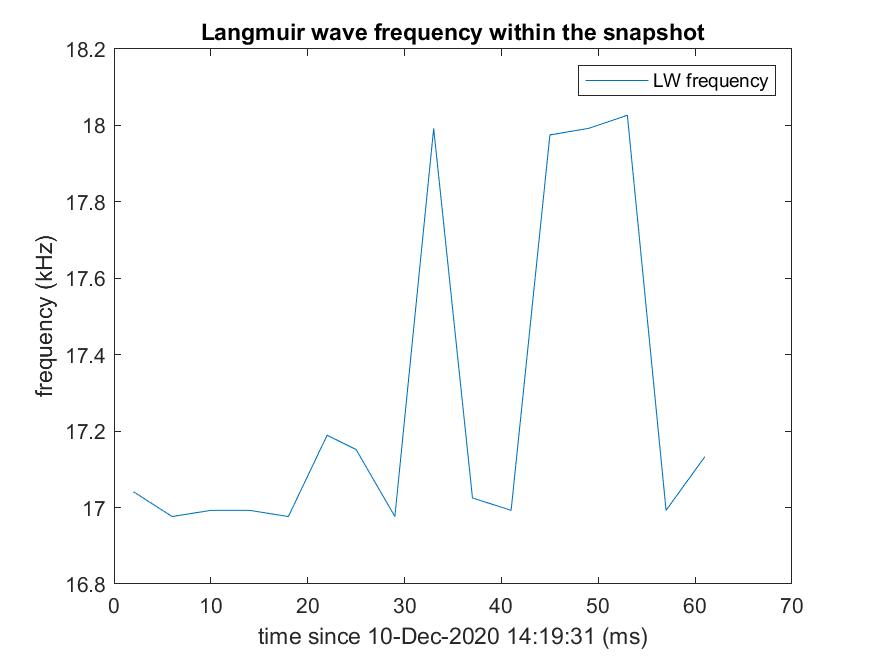 Langmuir wave frequency within the snapshot
18.2
LW frequency
18
17.8
17.6
17.4
17.2
17
16.8
frequency (kHz)
0 10 20 30 40 50 60 70
time since 10-Dec-2020 14:19:31 (ms)